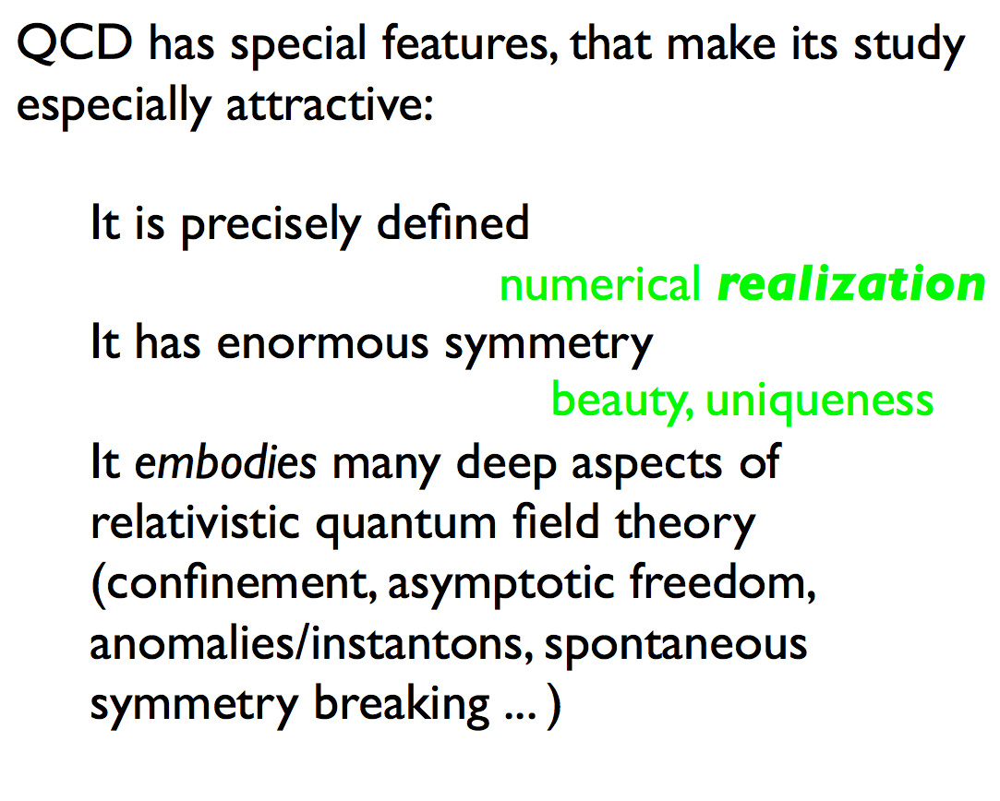 QCD has special features, that make its study
especially attractive:
It is precisely defined
numerical realization
It has enormous symmetry
beauty, uniqueness
It embodies many deep aspects of
relativistic quantum field theory
(confinement, asymptotic freedom,
anomalies/instantons, spontaneous
symmetry breaking ... )